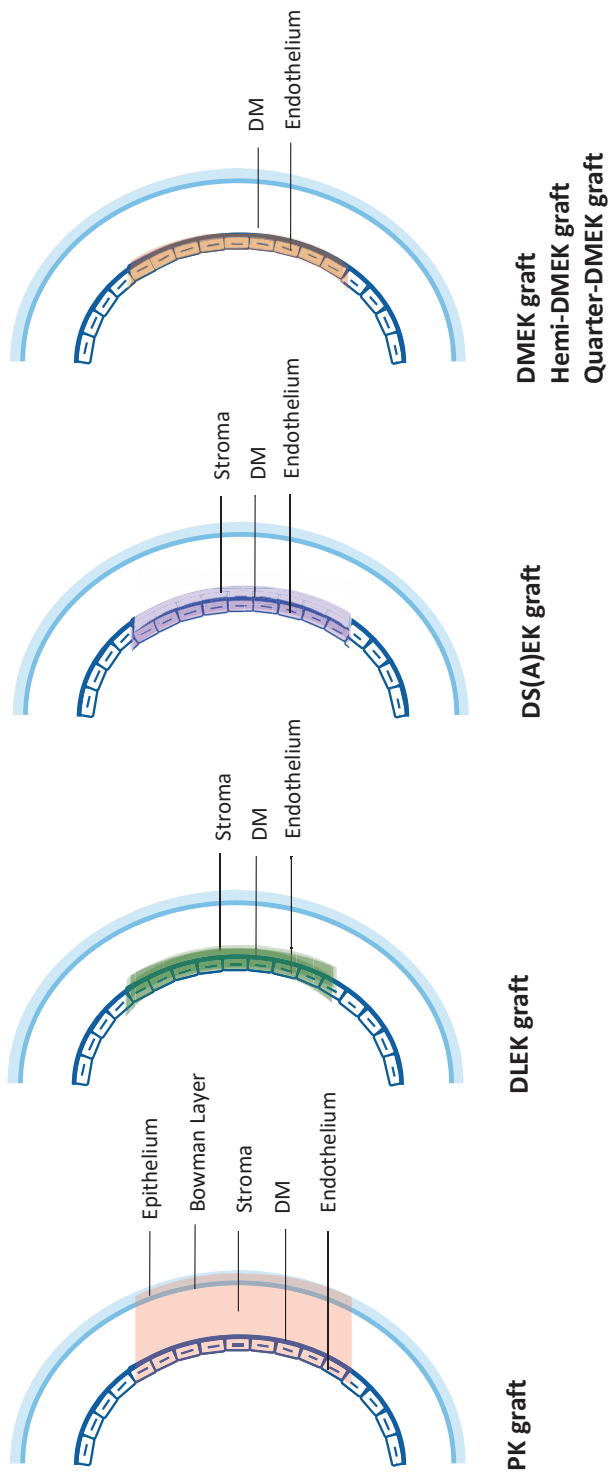 Epithelium
Bowman Layer
Stroma
DM
Endothelium
PK graft
Stroma
DM
Endothelium
DLEK graft
Stroma
DM
Endothelium
DS(A)EK graft
DM
Endothelium
DMEK graft
Hemi-DMEK graft
Quarter-DMEK graft